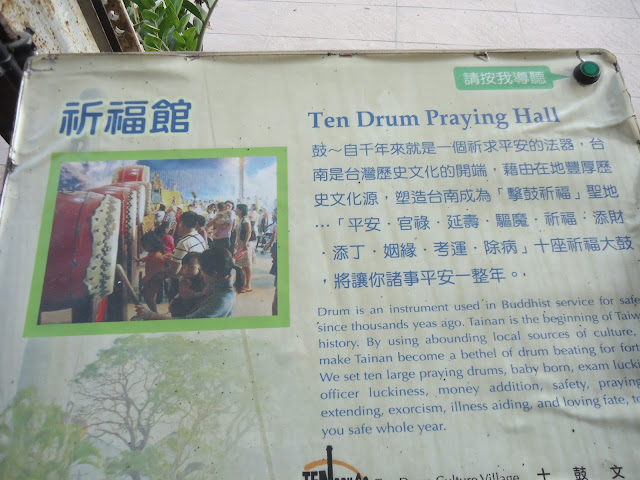 請按我導聽
祈福館
Ten Drum Praying Hall
鼓～自千年來就是一個祈求平安的法器，台
南是台灣歷史文化的開端，藉由在地豐厚歷
史文化源，塑造台南成為「擊鼓祈福」聖地
…「平安．官祿．延壽．驅魔．祈福．添財
．添丁．姻緣．考運．除病」十座祈福大鼓
，將讓你諸事平安一整年。．
Drum is an instrument used in Buddhist service for safe
since thousands yeas ago. Tainan is the beginning of Taiw
history. By using abounding local sources of culture,
make Tainan become a bethel of drum beating for fort
We set ten large praying drums, baby born, exam lucki
officer luckiness, money addition, safety, praying
extending, exorcism, illness aiding, and loving fate, to
you safe whole year.
TEN Ten Drum Culture Village 十鼓文